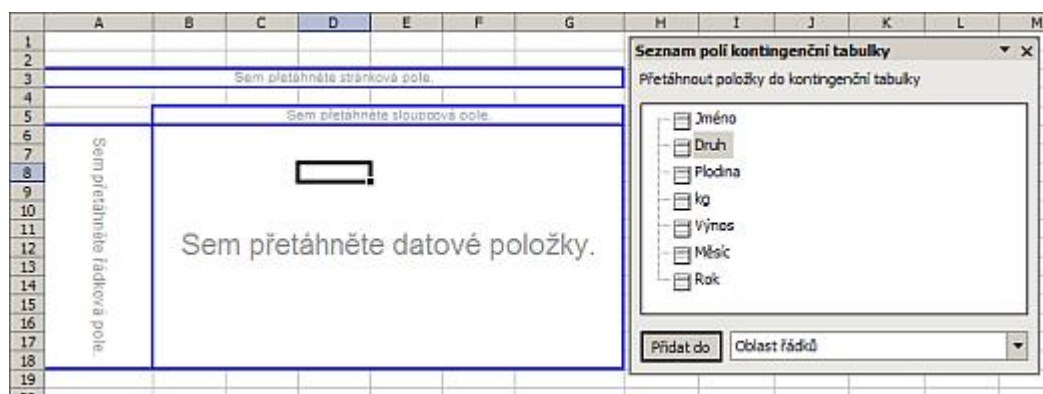 A B C D E F G H I J K L M
1
2
3 Sem přetáhněte stránková pole.
4
5 Sem přetáhněte sloupcová pole.
6
7
8
9
10
11
12
13
14
15
16
17
18
19
Sem přetáhněte řádková pole.
Sem přetáhněte datové položky.
Seznam polí kontingenční tabulky
Přetáhnout položky do kontingenční tabulky
Jméno
Druh
Plodina
kg
Výnos
Měsíc
Rok
Přidat do Oblast řádků